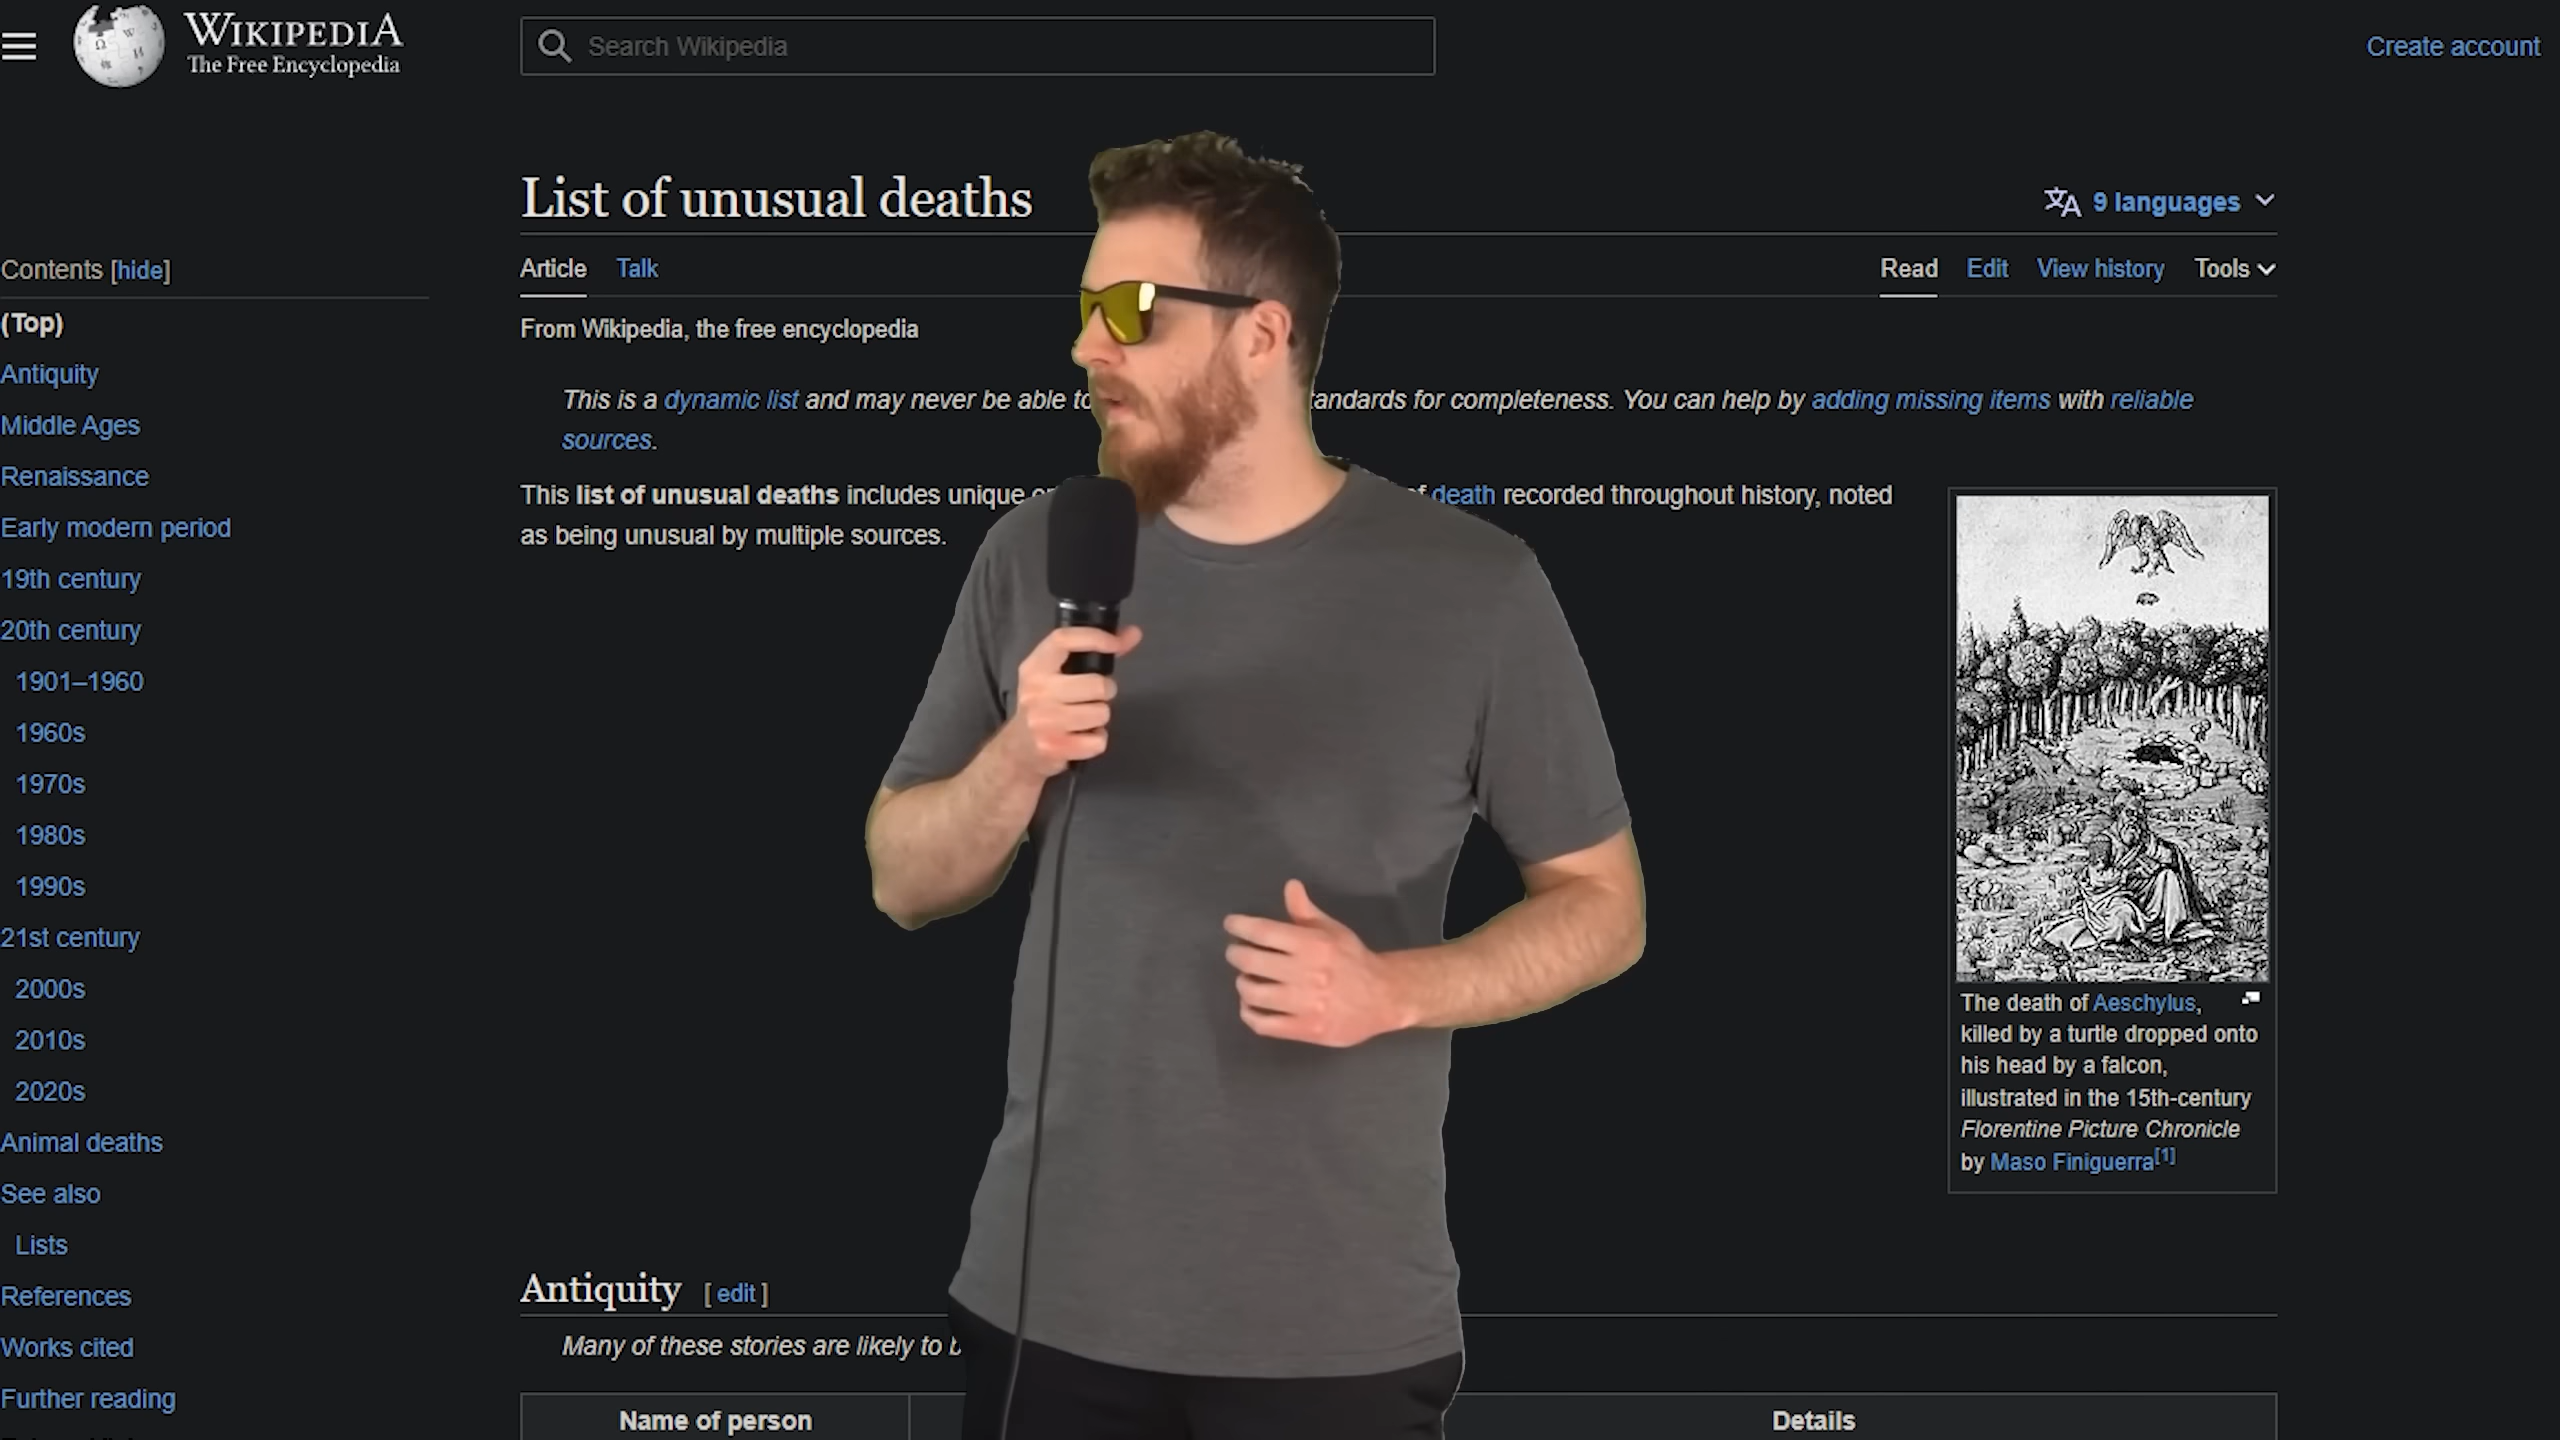 WIKIPEDIA
The Free Encyclopedia
Search Wikipedia
Create account
List of unusual deaths
9 languages
Contents [hide]
(Top)
Antiquity
Middle Ages
Renaissance
Early modern period
19th century
20th century
1901–1960
1960s
1970s
1980s
1990s
21st century
2000s
2010s
2020s
Animal deaths
See also
Lists
References
Works cited
Further reading
Article Talk
Read Edit View history Tools
From Wikipedia, the free encyclopedia
This is a dynamic list and may never be able to standards for completeness. You can help by adding missing items with reliable
sources.
This list of unusual deaths includes unique of death recorded throughout history, noted
as being unusual by multiple sources.
The death of Aeschylus,
killed by a turtle dropped onto
his head by a falcon,
illustrated in the 15th-century
Florentine Picture Chronicle
by Maso Finiguerra[1]
Antiquity [ edit ]
Many of these stories are likely to
Name of person
Details